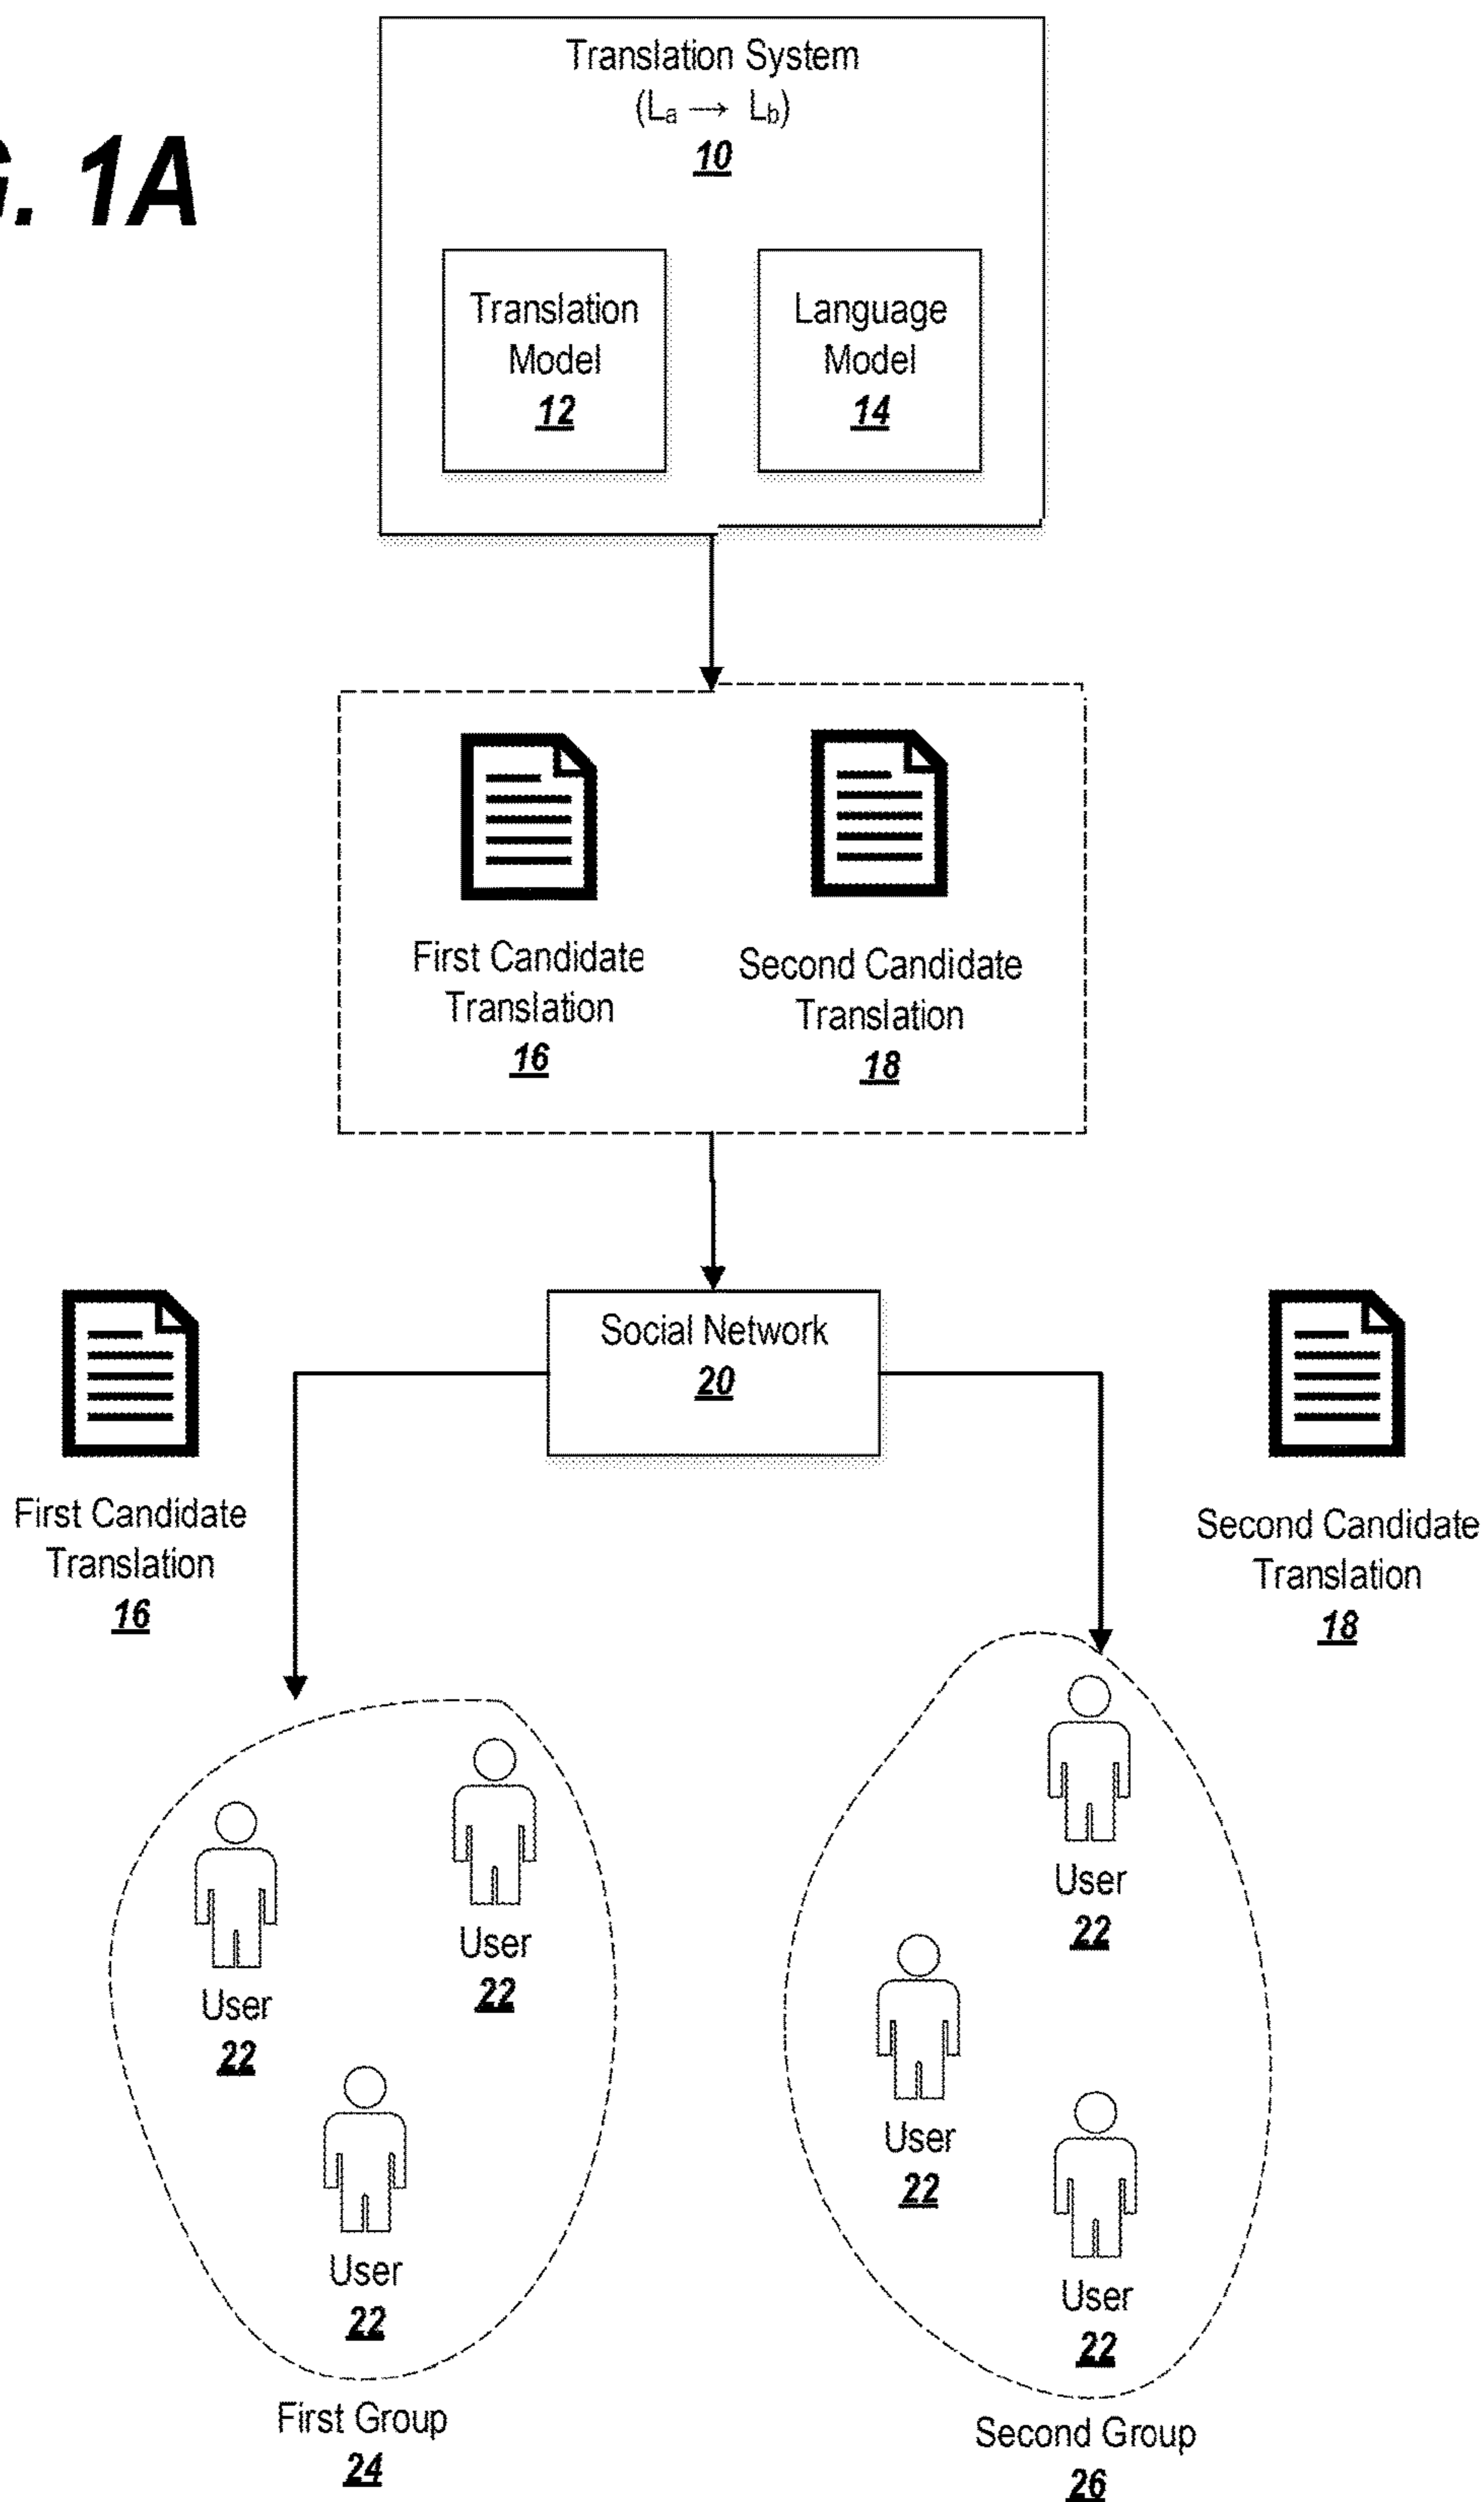 G. 1A
Translation System
(La → Lb)
10
Translation
Model
12
Language
Model
14
First Candidate
Translation
16
Second Candidate
Translation
18
Social Network
20
First Candidate
Translation
16
Second Candidate
Translation
18
User
22
User
22
User
22
First Group
24
User
22
User
22
User
22
Second Group
26